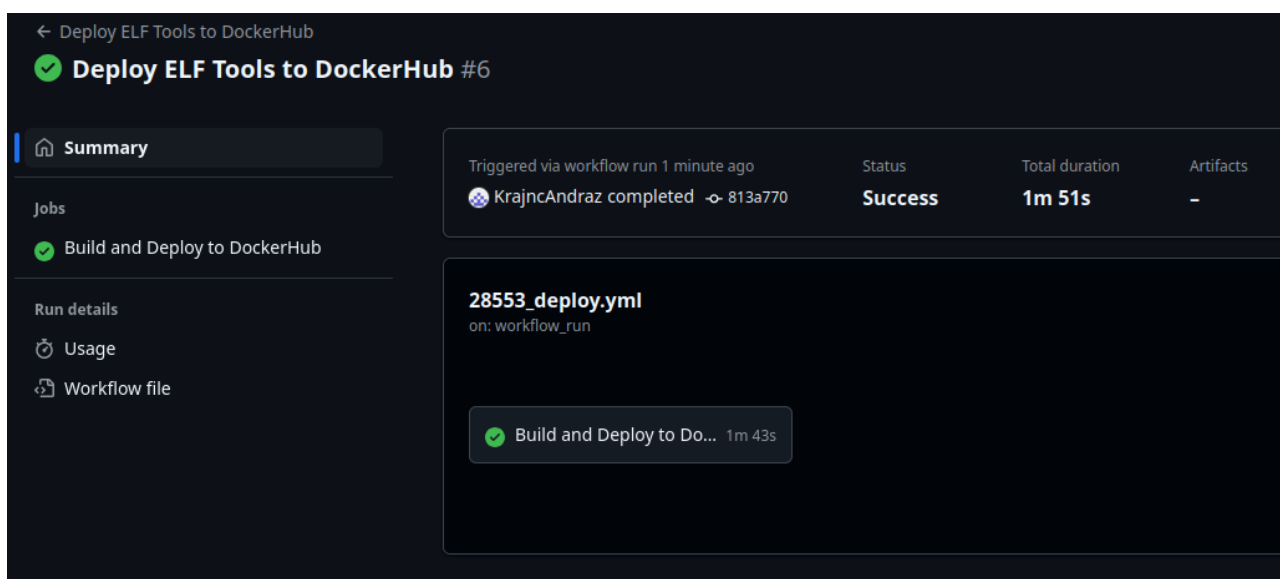 ← Deploy ELF Tools to DockerHub
Deploy ELF Tools to DockerHub #6
Summary
Jobs
Build and Deploy to DockerHub
Run details
Usage
Workflow file
Triggered via workflow run 1 minute ago
KrajncAndraz completed 813a770
Status
Success
Total duration
1m 51s
Artifacts
–
28553_deploy.yml
on: workflow_run
Build and Deploy to Do... 1m 43s